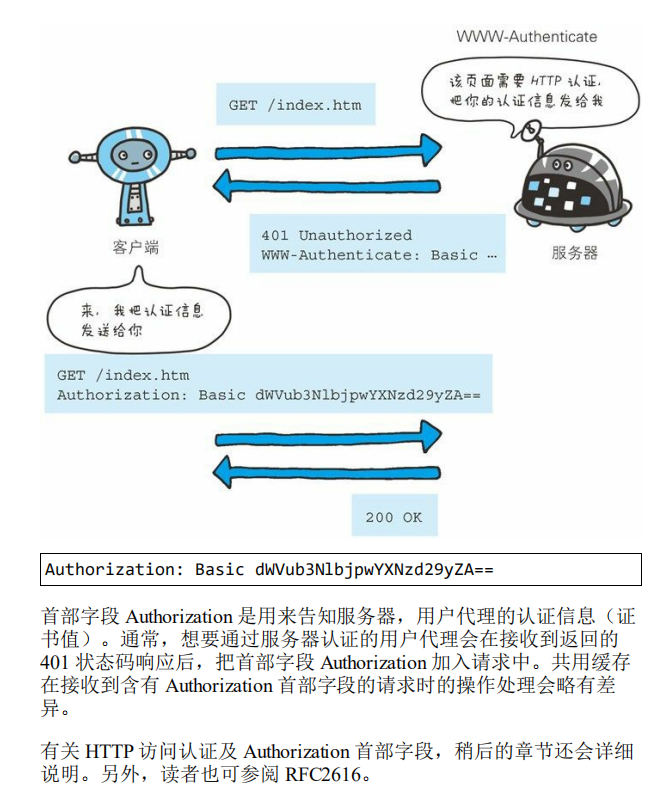 WWW-Authenticate
该页面需要 HTTP 认证,
把你的认证信息发给我
GET /index.htm
客户端
服务器
401 Unauthorized
WWW-Authenticate: Basic …
来, 我把认证信息
发送给你
GET /index.htm
Authorization: Basic dWVub3NlbjpwYXNzd29yZA==
200 OK
Authorization: Basic dWVub3NlbjpwYXNzd29yZA==
首部字段 Authorization 是用来告知服务器，用户代理的认证信息（证
书值）。通常，想要通过服务器认证的用户代理会在接收到返回的
401 状态码响应后，把首部字段 Authorization 加入请求中。共用缓存
在接收到含有 Authorization 首部字段的请求时的操作处理会略有差
异。
有关 HTTP 访问认证及 Authorization 首部字段，稍后的章节还会详细
说明。另外，读者也可参阅 RFC2616。